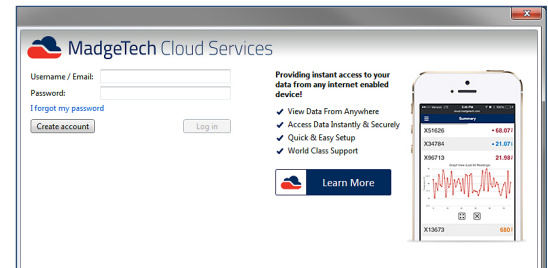 MadgeTech Cloud Services
Username / Email:
Password:
I forgot my password
Create account
Log in
Providing instant access to your
data from any internet enabled
device!
✔ View Data From Anywhere
✔ Access Data Instantly & Securely
✔ Quick & Easy Setup
✔ World Class Support
Learn More
Summary
X51626
68.07
X34784
21.07
X96713
21.98
X13673
680